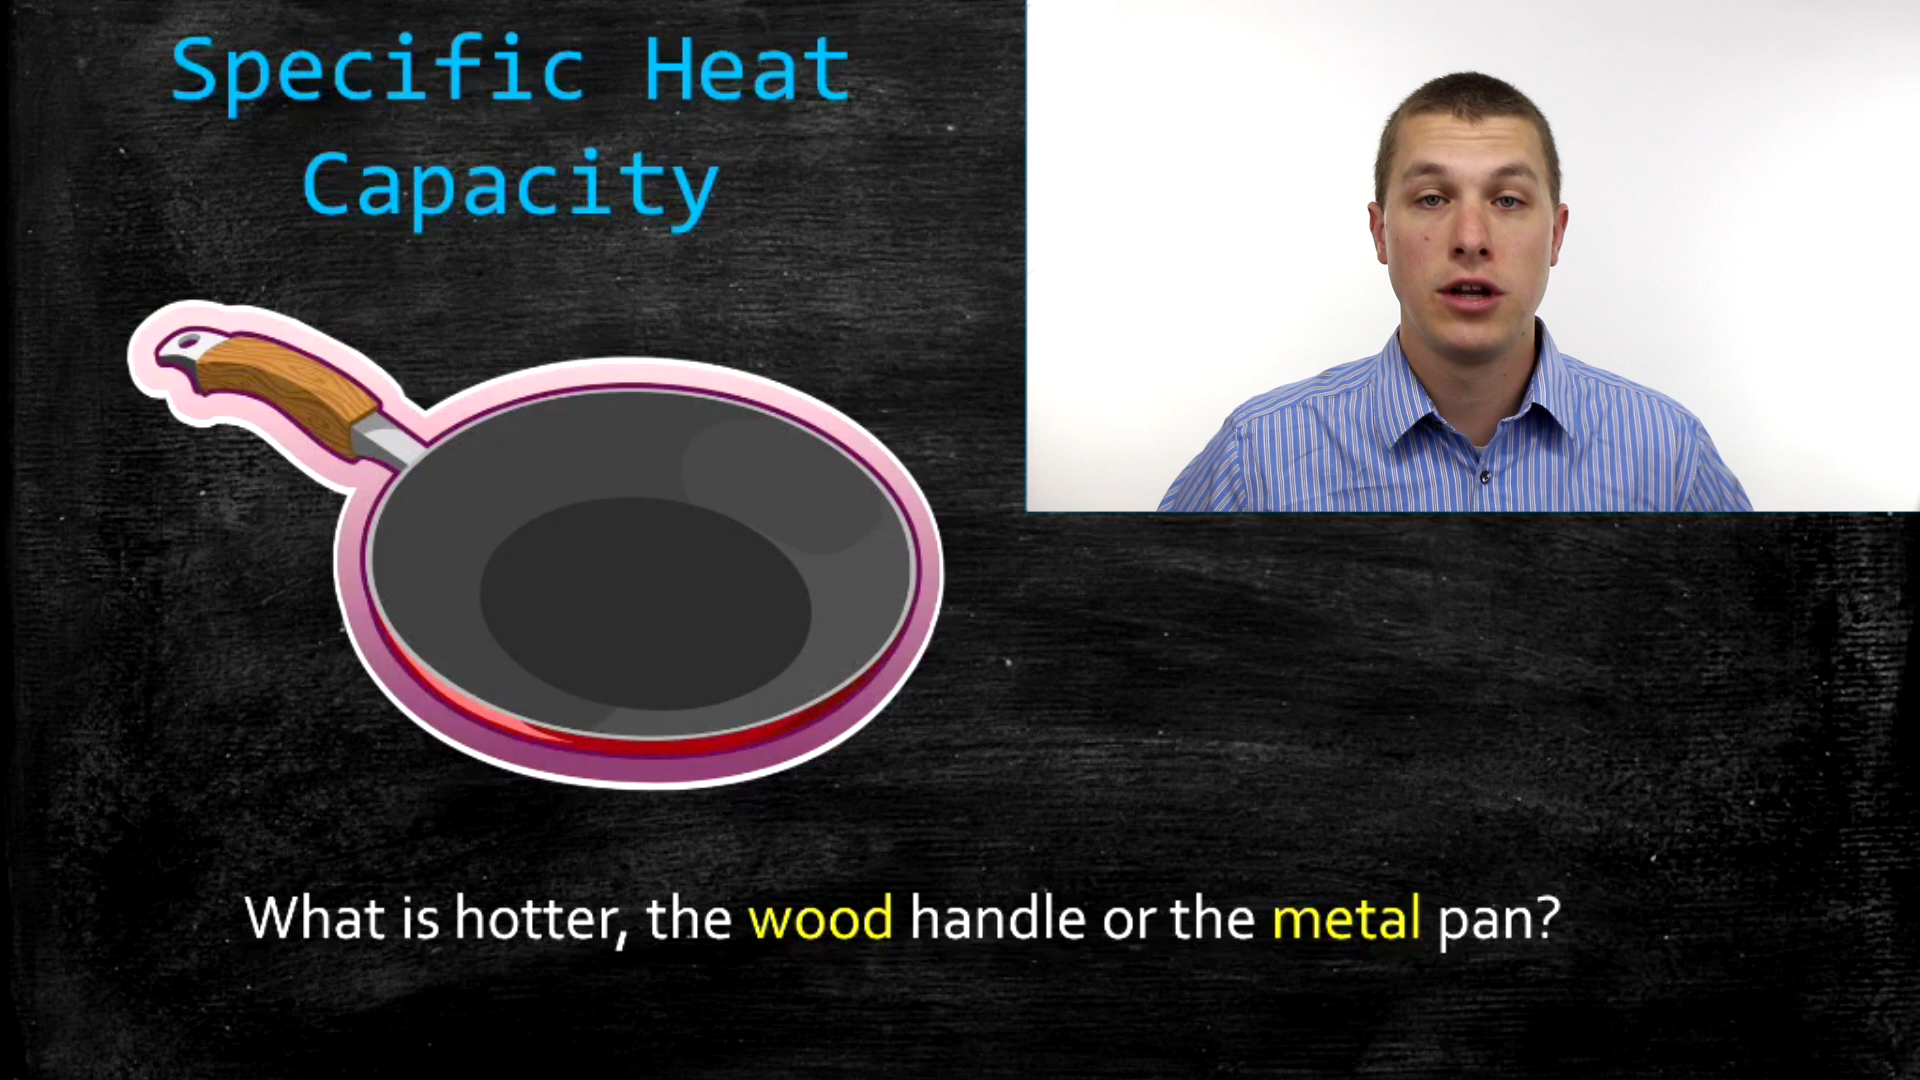 Specific Heat
Capacity
What is hotter, the wood handle or the metal pan?